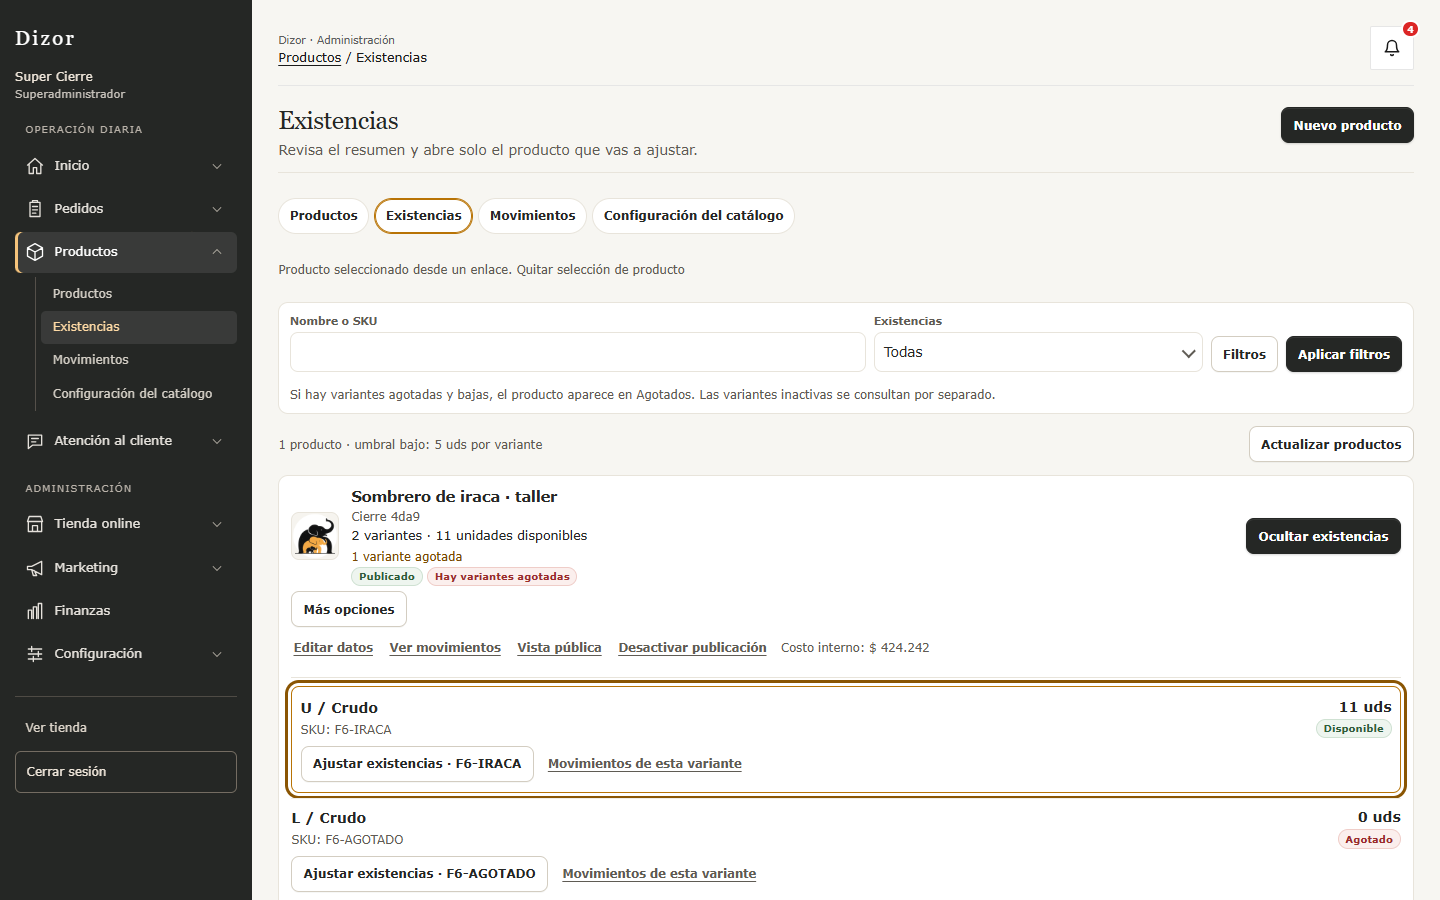 Dizor
Super Cierre
Superadministrador
OPERACIÓN DIARIA
Inicio
Pedidos
Productos
Productos
Existencias
Movimientos
Configuración del catálogo
Atención al cliente
ADMINISTRACIÓN
Tienda online
Marketing
Finanzas
Configuración
Ver tienda
Cerrar sesión
Dizor · Administración
Productos / Existencias
4
Existencias
Revisa el resumen y abre solo el producto que vas a ajustar.
Nuevo producto
Productos Existencias Movimientos Configuración del catálogo
Producto seleccionado desde un enlace. Quitar selección de producto
Nombre o SKU Existencias
Todas Filtros Aplicar filtros
Si hay variantes agotadas y bajas, el producto aparece en Agotados. Las variantes inactivas se consultan por separado.
1 producto · umbral bajo: 5 uds por variante Actualizar productos
Sombrero de iraca · taller
Cierre 4da9
2 variantes · 11 unidades disponibles
1 variante agotada
Publicado Hay variantes agotadas
Ocultar existencias
Más opciones
Editar datos Ver movimientos Vista pública Desactivar publicación Costo interno: $ 424.242
U / Crudo 11 uds
SKU: F6-IRACA Disponible
Ajustar existencias · F6-IRACA Movimientos de esta variante
L / Crudo 0 uds
SKU: F6-AGOTADO Agotado
Ajustar existencias · F6-AGOTADO Movimientos de esta variante